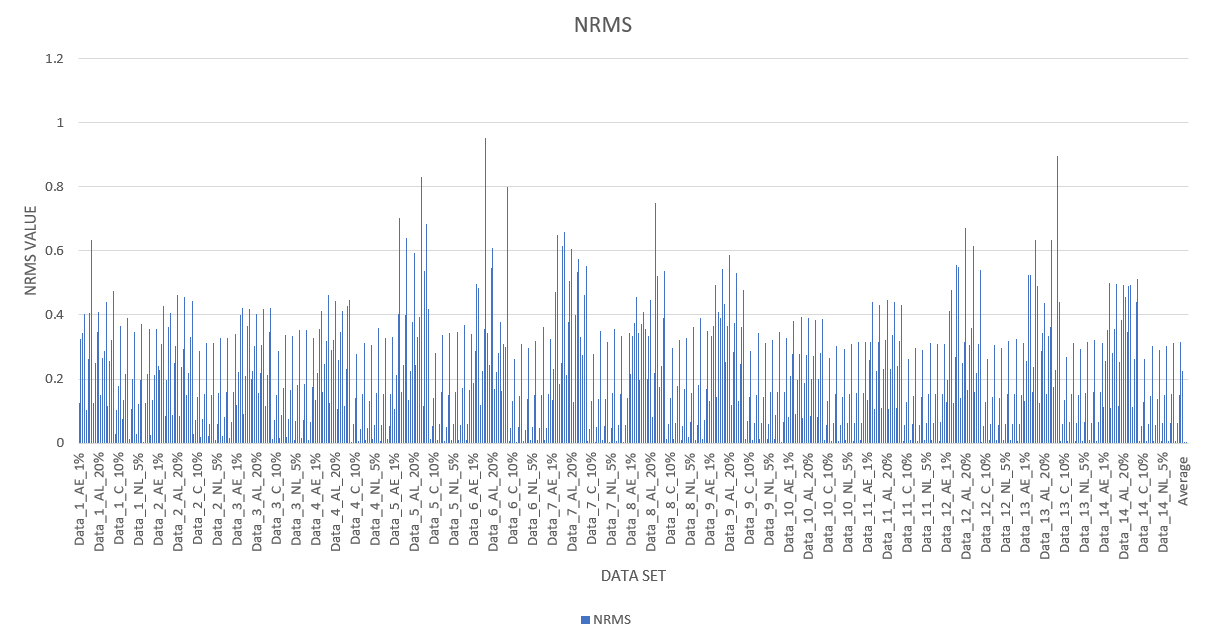 NRMS
1.2
1
0.8
0.6
0.4
0.2
0
NRMS VALUE
Data_1_AE_1%
Data_1_AL_20%
Data_1_C_10%
Data_1_NL_5%
Data_2_AE_1%
Data_2_AL_20%
Data_2_C_10%
Data_2_NL_5%
Data_3_AE_1%
Data_3_AL_20%
Data_3_C_10%
Data_3_NL_5%
Data_4_AE_1%
Data_4_AL_20%
Data_4_C_10%
Data_4_NL_5%
Data_5_AE_1%
Data_5_AL_20%
Data_5_C_10%
Data_5_NL_5%
Data_6_AE_1%
Data_6_AL_20%
Data_6_C_10%
Data_6_NL_5%
Data_7_AE_1%
Data_7_AL_20%
Data_7_C_10%
Data_7_NL_5%
Data_8_AE_1%
Data_8_AL_20%
Data_8_C_10%
Data_8_NL_5%
Data_9_AE_1%
Data_9_AL_20%
Data_9_C_10%
Data_9_NL_5%
Data_10_AE_1%
Data_10_AL_20%
Data_10_C_10%
Data_10_NL_5%
Data_11_AE_1%
Data_11_AL_20%
Data_11_C_10%
Data_11_NL_5%
Data_12_AE_1%
Data_12_AL_20%
Data_12_C_10%
Data_12_NL_5%
Data_13_AE_1%
Data_13_AL_20%
Data_13_C_10%
Data_13_NL_5%
Data_14_AE_1%
Data_14_AL_20%
Data_14_C_10%
Data_14_NL_5%
Average
DATA SET
NRMS